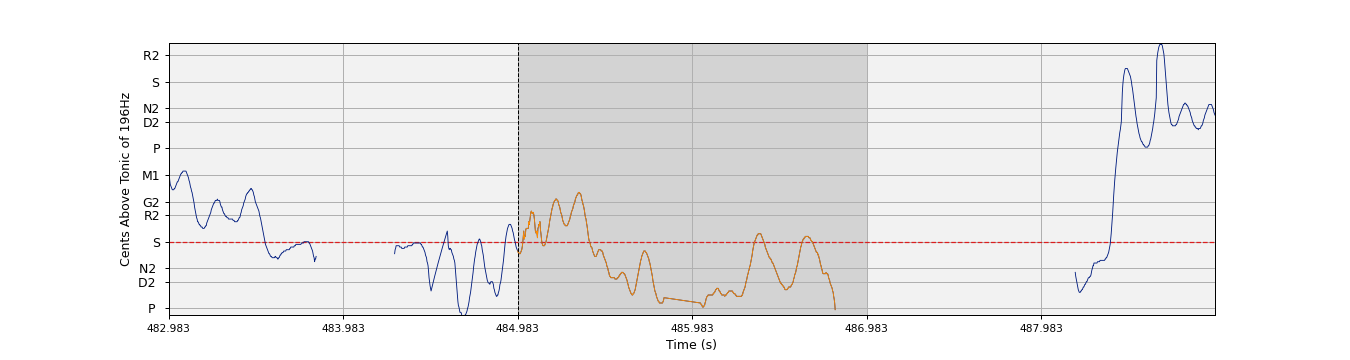 R2
S
N2
D2
P
M1
G2
R2
S
N2
D2
P
Cents Above Tonic of 196Hz
482.983 483.983 484.983 485.983 486.983 487.983
Time (s)